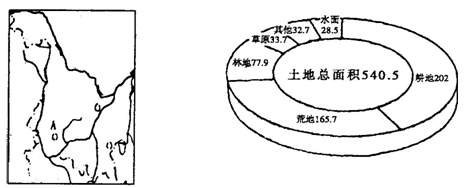 A
水面
28.5
其他32.7
草原33.7
林地77.9
土地总面积540.5
耕地202
荒地165.7